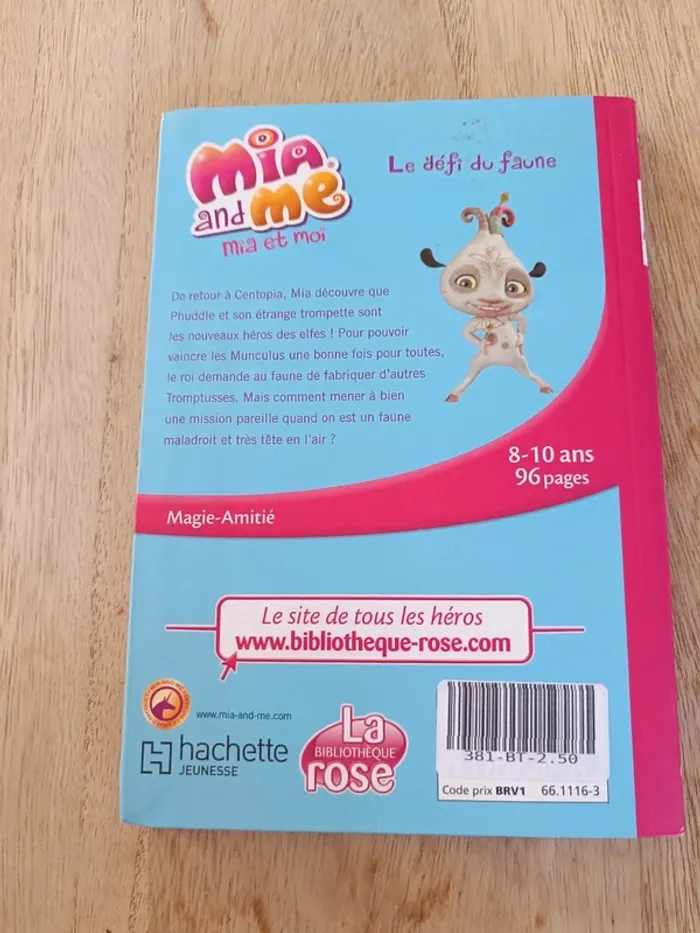 mia
and me
mia et moi
Le défi du faune
De retour à Centopia, Mia découvre que
Phuddle et son étrange trompette sont
les nouveaux héros des elfes ! Pour pouvoir
vaincre les Munculus une bonne fois pour toutes,
le roi demande au faune de fabriquer d'autres
Tromptusses. Mais comment mener à bien
une mission pareille quand on est un faune
maladroit et très tête en l'air ?
8-10 ans
96 pages
Magie-Amitié
Le site de tous les héros
www.bibliotheque-rose.com
www.mia-and-me.com
hachette
JEUNESSE
La
BIBLIOTHÈQUE
rose
381-BT-2.50
Code prix BRV1 66.1116-3